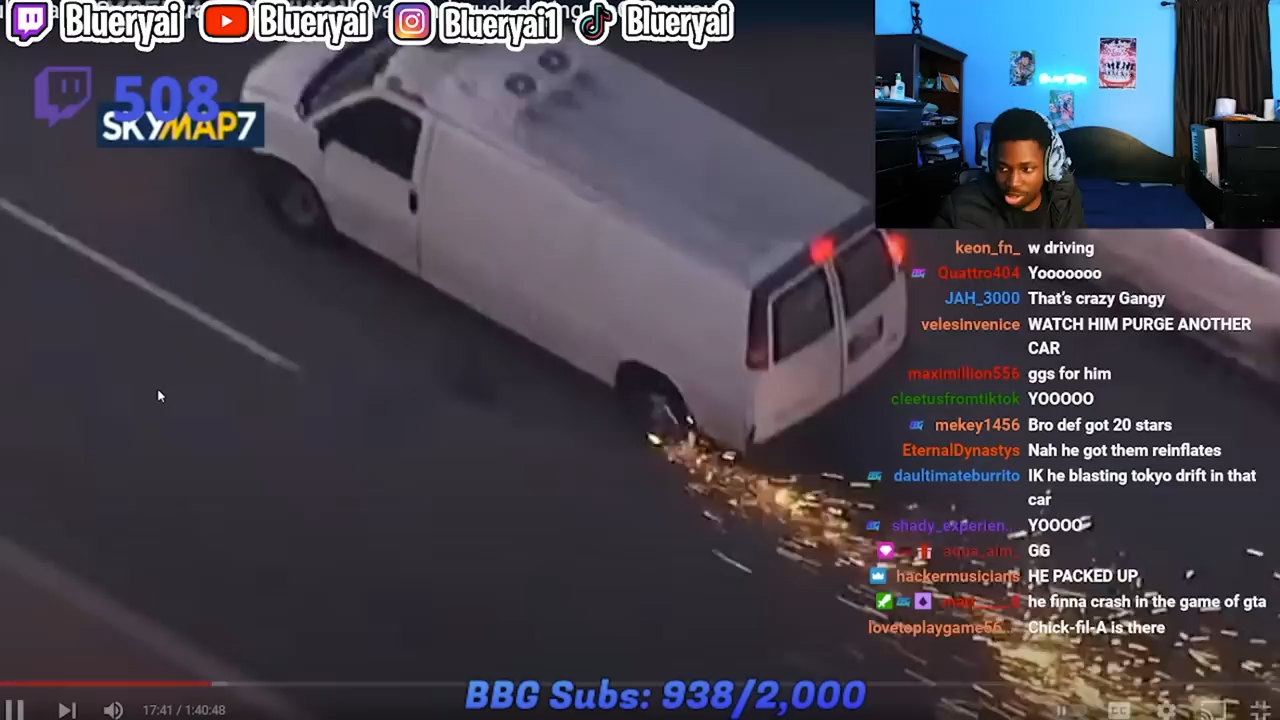 Blueryai Blueryai Blueryai1 Blueryai
508
SKYMAP7
keon_fn_ w driving
Quattro404 Yooooooo
JAH_3000 That's crazy Gangy
velesinvenice WATCH HIM PURGE ANOTHER
CAR
maximillion556 ggs for him
cleetusfromtiktok YOOOOO
mekey1456 Bro def got 20 stars
EternalDynastys Nah he got them reinflates
daultimateburrito IK he blasting tokyo drift in that
car
shady_experien... YOOOO
aqua_aim_ GG
hackermusicians HE PACKED UP
he finna crash in the game of gta
lovetoplaygame56... Chick-fil-A is there
BBG Subs: 938/2,000
17:41 / 1:40:48